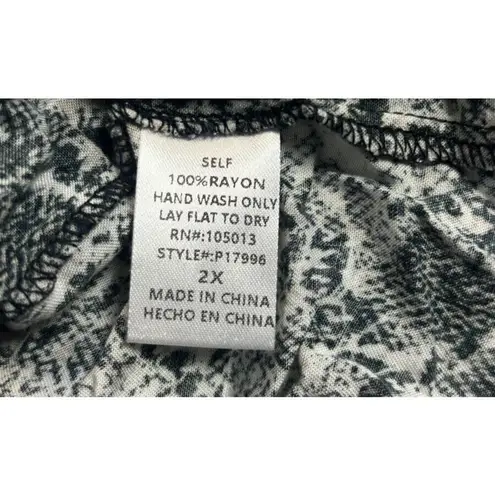 SELF
100%RAYON
HAND WASH ONLY
LAY FLAT TO DRY
RN#:105013
STYLE#:P17996
2X
MADE IN CHINA
HECHO EN CHINA